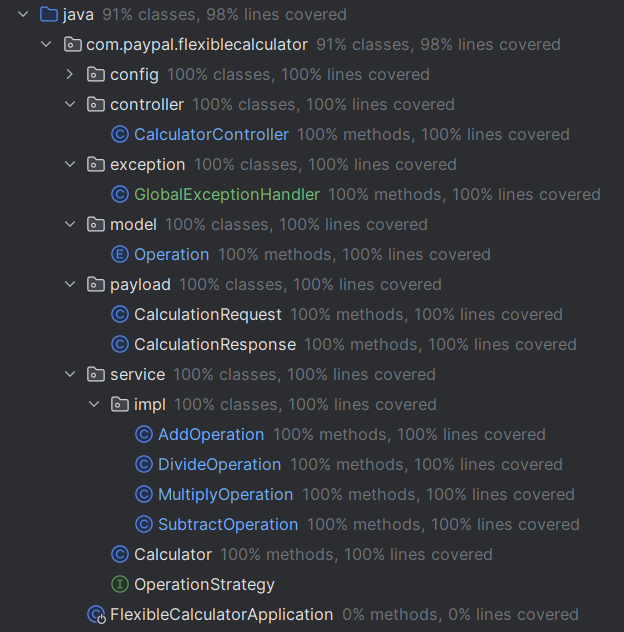 java 91% classes, 98% lines covered
com.paypal.flexiblecalculator 91% classes, 98% lines covered
config 100% classes, 100% lines covered
controller 100% classes, 100% lines covered
C CalculatorController 100% methods, 100% lines covered
exception 100% classes, 100% lines covered
C GlobalExceptionHandler 100% methods, 100% lines covered
model 100% classes, 100% lines covered
E Operation 100% methods, 100% lines covered
payload 100% classes, 100% lines covered
C CalculationRequest 100% methods, 100% lines covered
C CalculationResponse 100% methods, 100% lines covered
service 100% classes, 100% lines covered
impl 100% classes, 100% lines covered
C AddOperation 100% methods, 100% lines covered
C DivideOperation 100% methods, 100% lines covered
C MultiplyOperation 100% methods, 100% lines covered
C SubtractOperation 100% methods, 100% lines covered
C Calculator 100% methods, 100% lines covered
I OperationStrategy
C FlexibleCalculatorApplication 0% methods, 0% lines covered